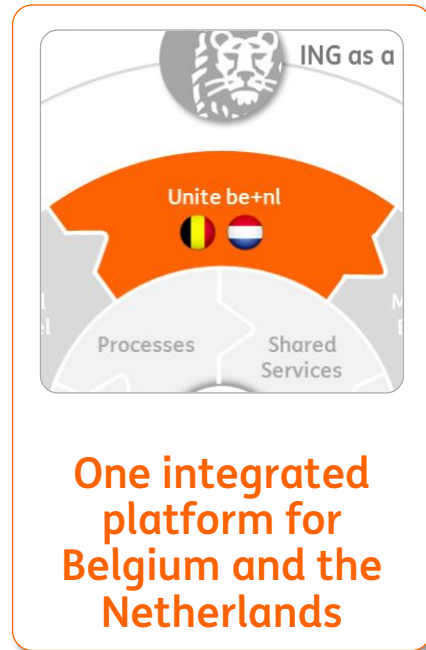 ING as a
Unite be+nl
Processes
Shared
Services
One integrated
platform for
Belgium and the
Netherlands